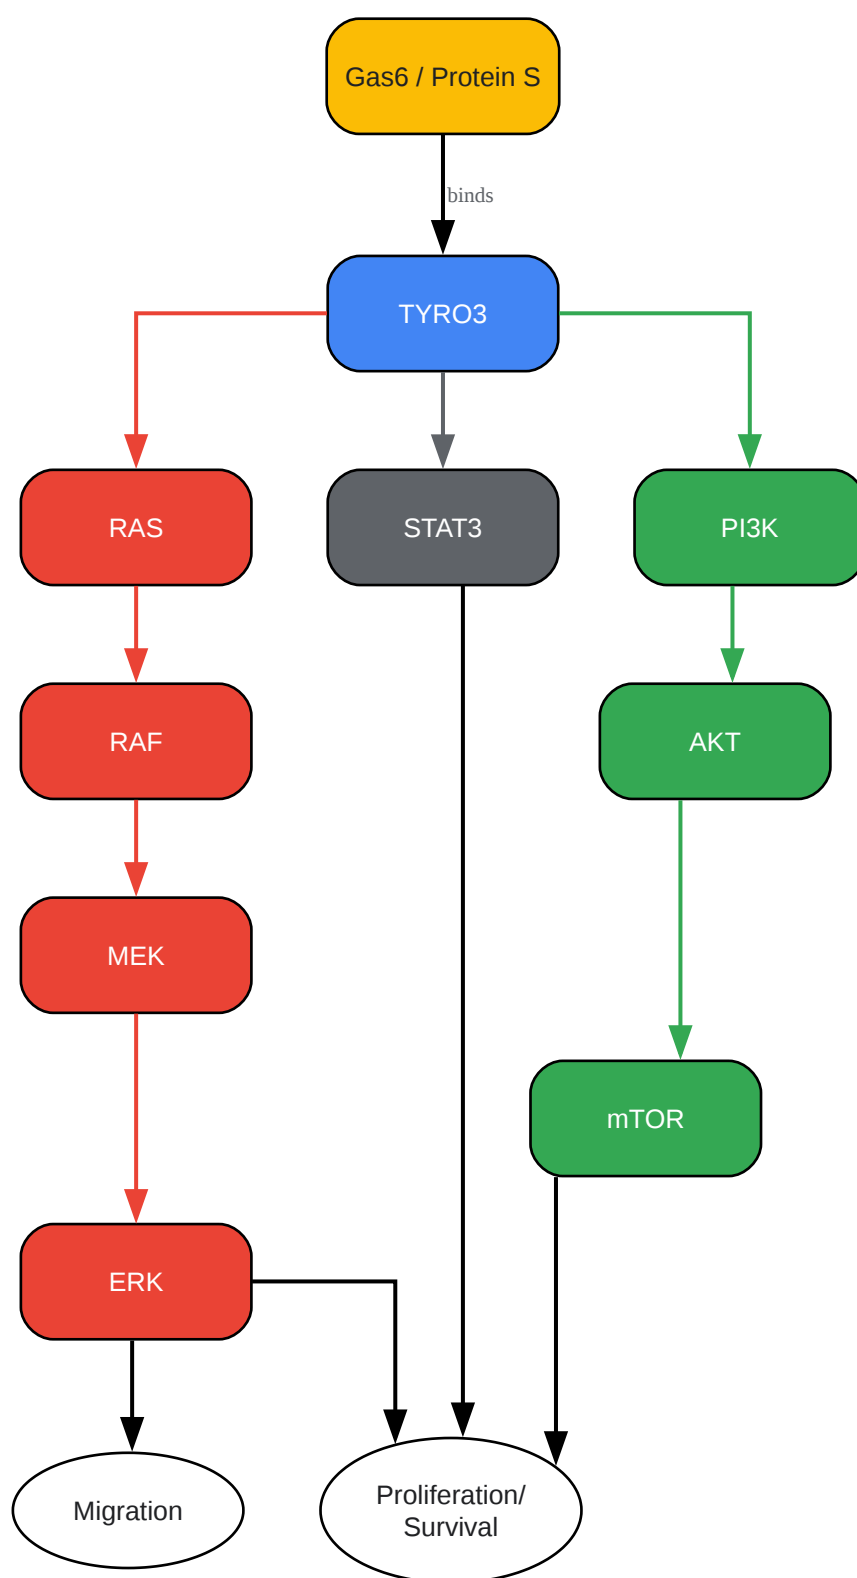 Gas6 / Protein S
binds
TYRO3
RAS
STAT3
PI3K
RAF
AKT
MEK
mTOR
ERK
Migration
Proliferation/
Survival